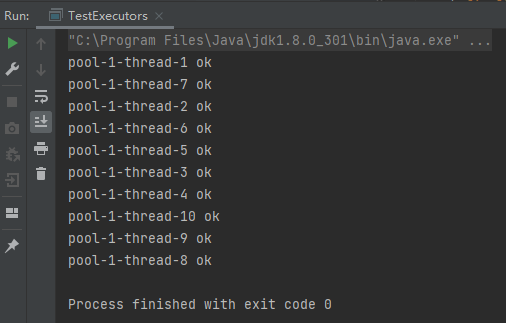 Run: TestExecutors
"C:\Program Files\Java\jdk1.8.0_301\bin\java.exe" ...
pool-1-thread-1 ok
pool-1-thread-7 ok
pool-1-thread-2 ok
pool-1-thread-6 ok
pool-1-thread-5 ok
pool-1-thread-3 ok
pool-1-thread-4 ok
pool-1-thread-10 ok
pool-1-thread-9 ok
pool-1-thread-8 ok
Process finished with exit code 0